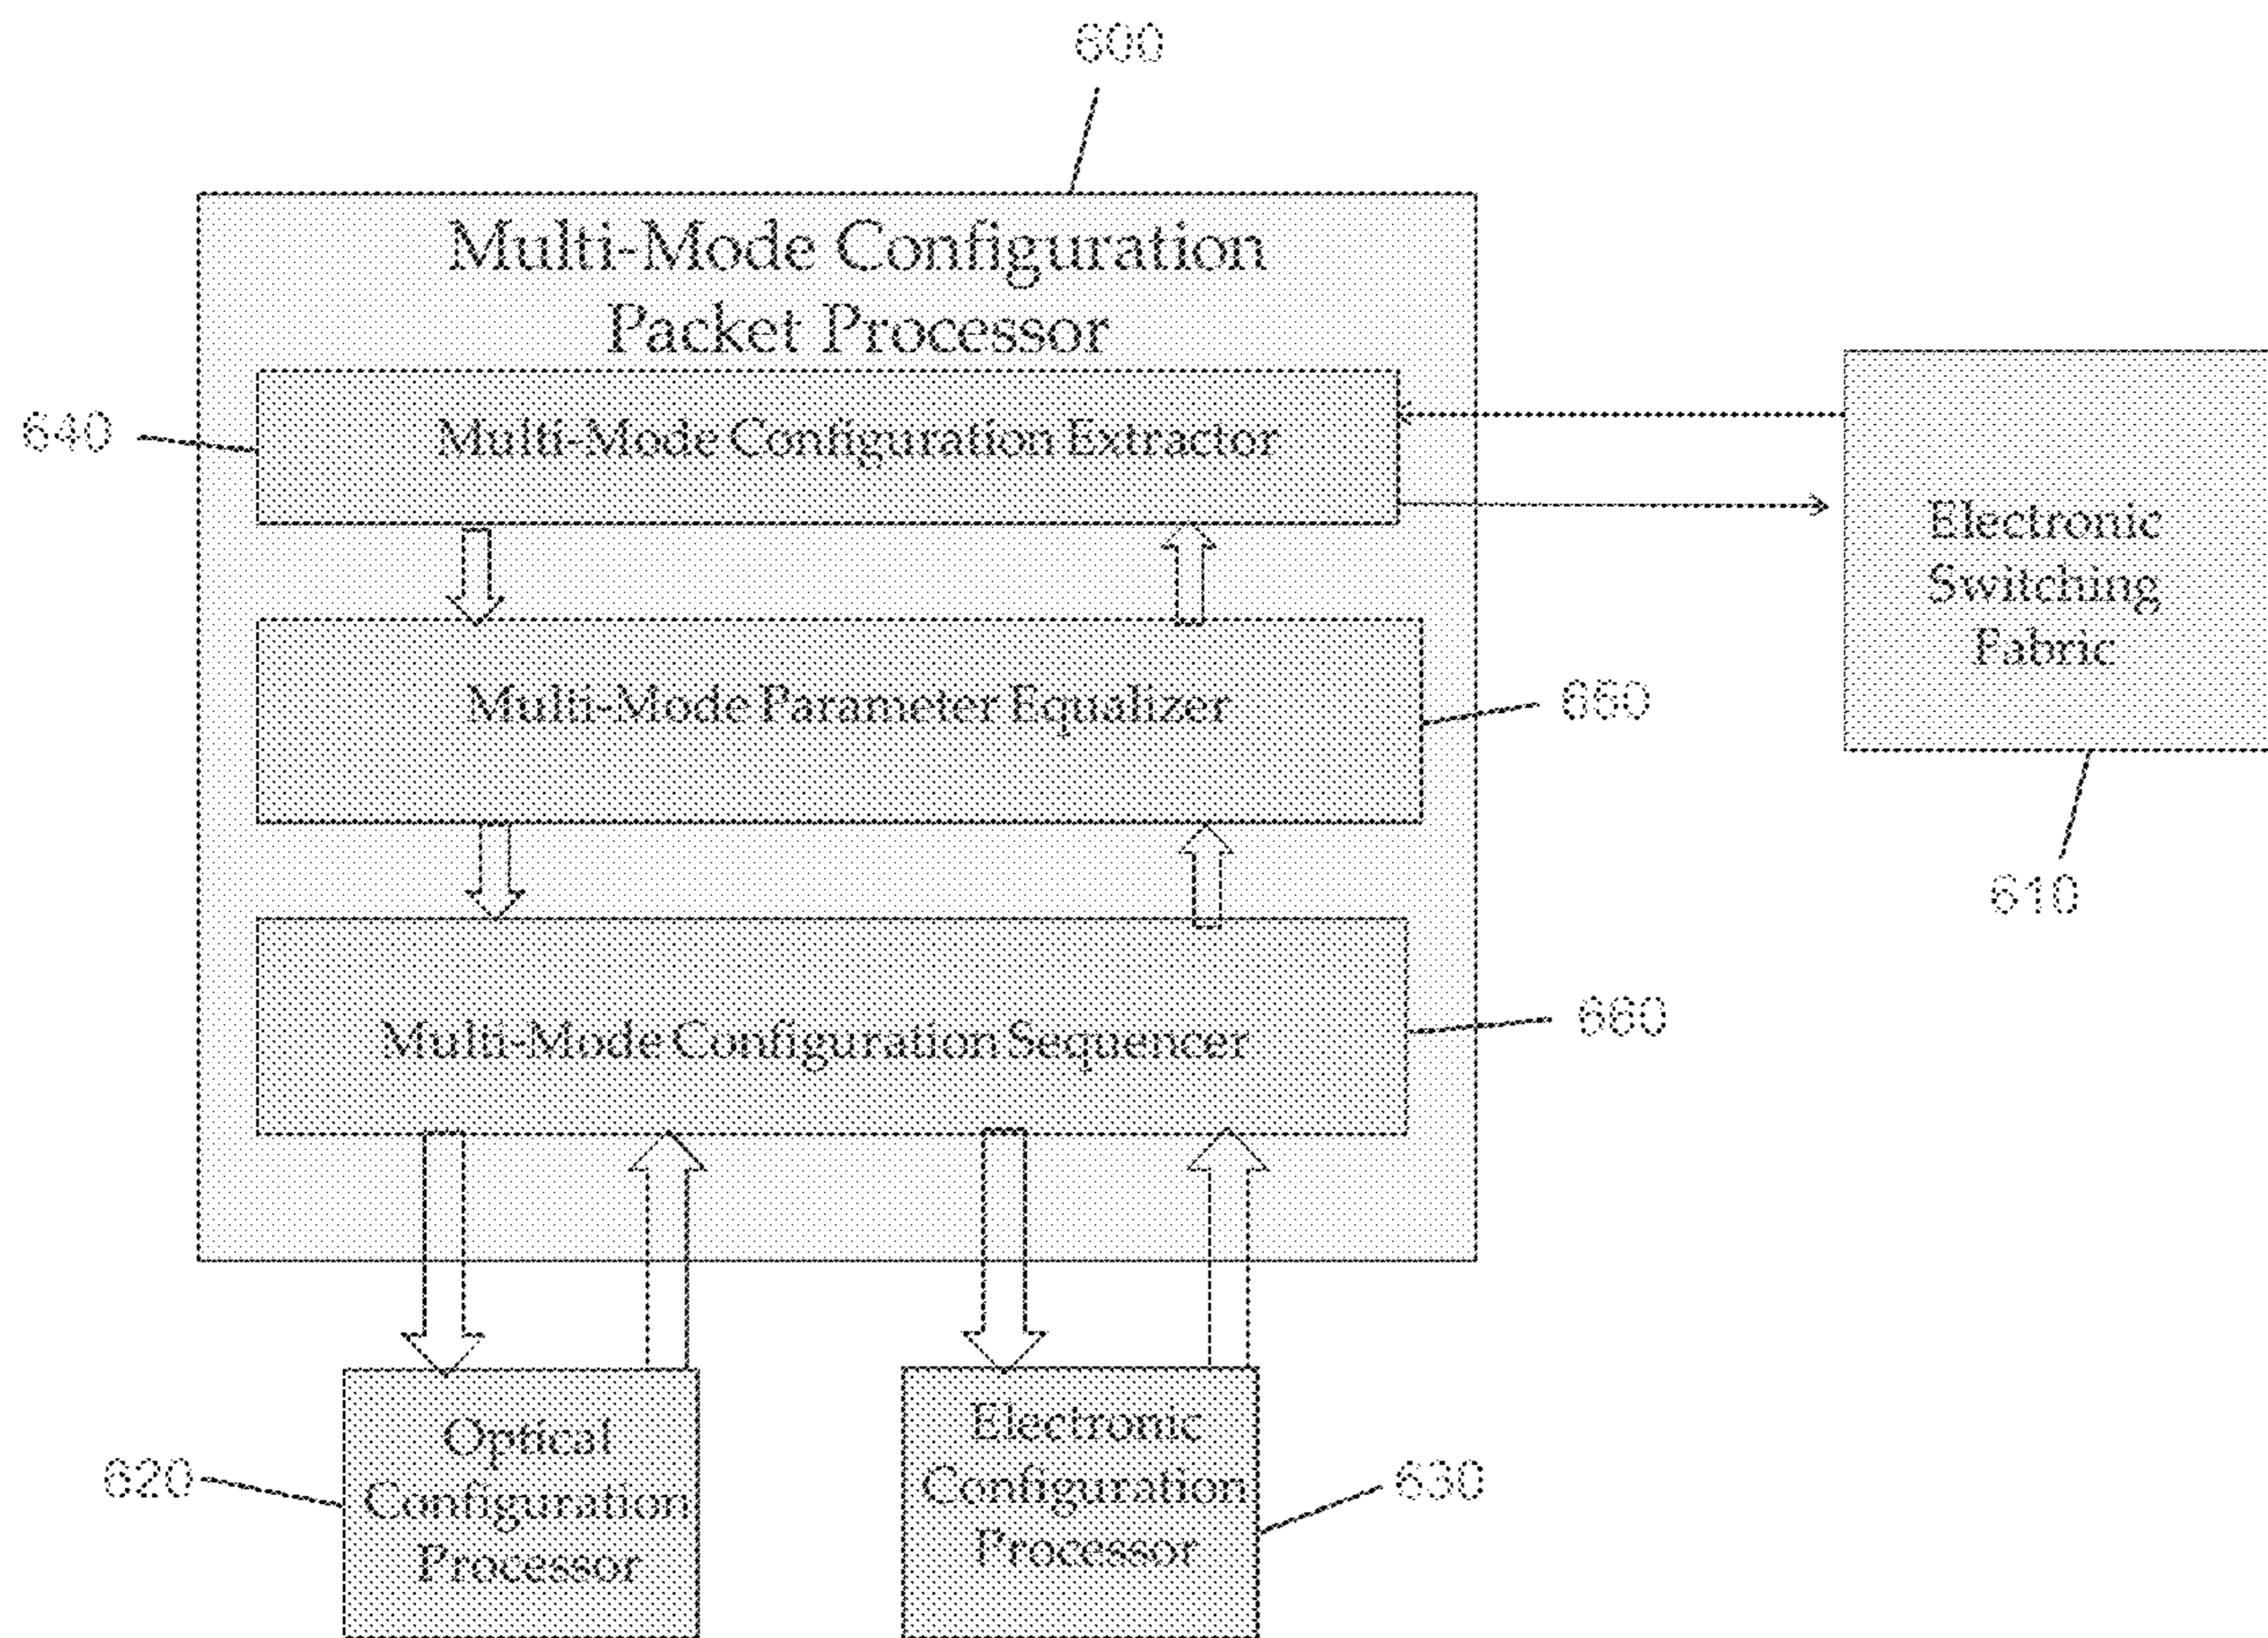 600
Multi-Mode Configuration
Packet Processor
640
Multi-Mode Configuration Extractor
Electronic
Switching
Fabric
Multi-Mode Parameter Equalizer
650
610
Multi-Mode Configuration Sequencer
660
Optical
Configuration
Processor
620
Electronic
Configuration
Processor
630